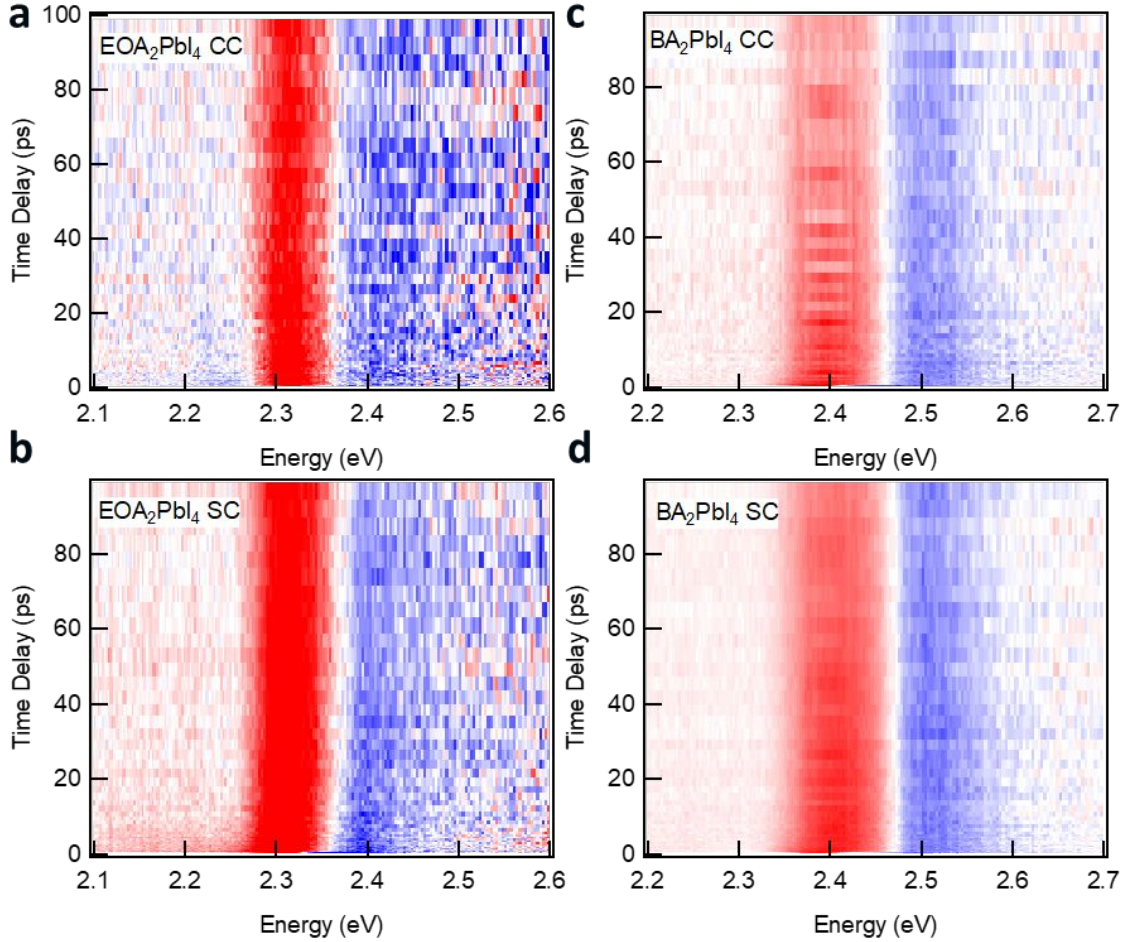 a
EOA₂PbI₄ CC
100
80
60
40
20
0
Time Delay (ps)
2.1 2.2 2.3 2.4 2.5 2.6
Energy (eV)
c
BA₂PbI₄ CC
80
60
40
20
0
Time Delay (ps)
2.2 2.3 2.4 2.5 2.6 2.7
Energy (eV)
b
EOA₂PbI₄ SC
80
60
40
20
0
Time Delay (ps)
2.1 2.2 2.3 2.4 2.5 2.6
Energy (eV)
d
BA₂PbI₄ SC
80
60
40
20
0
Time Delay (ps)
2.2 2.3 2.4 2.5 2.6 2.7
Energy (eV)